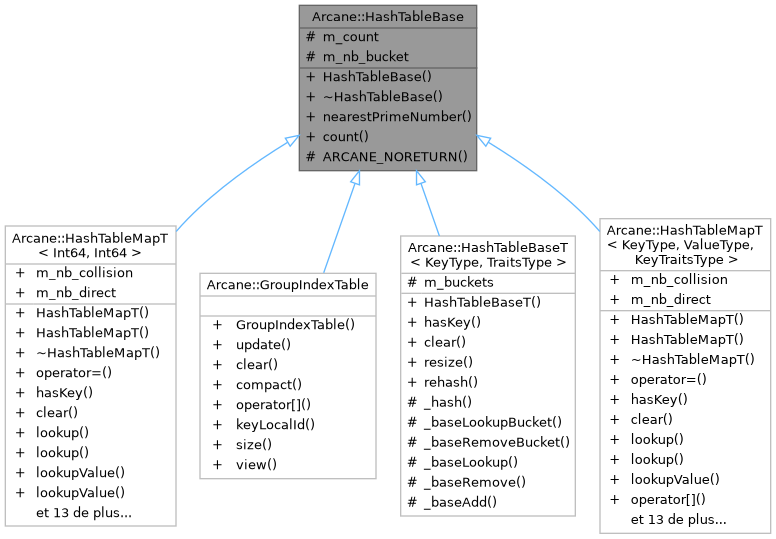 Arcane::HashTableBase
# m_count
# m_nb_bucket
+ HashTableBase()
+ ~HashTableBase()
+ nearestPrimeNumber()
+ count()
# ARCANE_NORETURN()
Arcane::HashTableMapT
< Int64, Int64 >
+ m_nb_collision
+ m_nb_direct
+ HashTableMapT()
+ HashTableMapT()
+ ~HashTableMapT()
+ operator=()
+ hasKey()
+ clear()
+ lookup()
+ lookup()
+ lookupValue()
+ lookupValue()
et 13 de plus...
Arcane::GroupIndexTable
+ GroupIndexTable()
+ update()
+ clear()
+ compact()
+ operator[]()
+ keyLocalId()
+ size()
+ view()
Arcane::HashTableBaseT
< KeyType, TraitsType >
# m_buckets
+ HashTableBaseT()
+ hasKey()
+ clear()
+ resize()
+ rehash()
# _hash()
# _baseLookupBucket()
# _baseRemoveBucket()
# _baseLookup()
# _baseRemove()
# _baseAdd()
Arcane::HashTableMapT
< KeyType, ValueType,
KeyTraitsType >
+ m_nb_collision
+ m_nb_direct
+ HashTableMapT()
+ HashTableMapT()
+ ~HashTableMapT()
+ operator=()
+ hasKey()
+ clear()
+ lookup()
+ lookup()
+ lookupValue()
+ operator[]()
et 13 de plus...